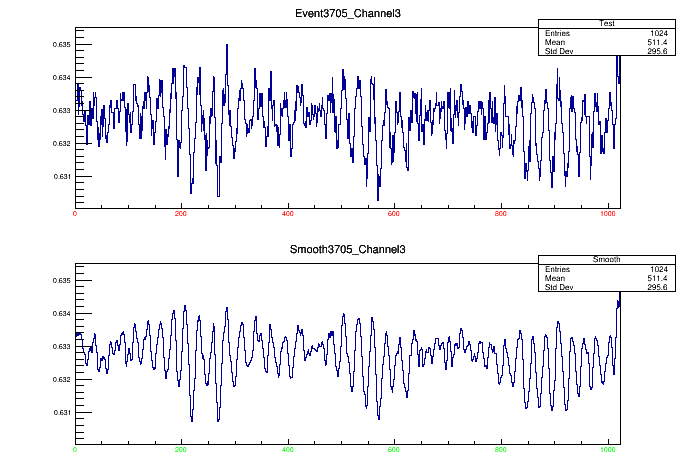 Event3705_Channel3
Test
Entries 1024
Mean 511.4
Std Dev 295.6
0.635
0.634
0.633
0.632
0.631
0 200 400 600 800 1000
Smooth3705_Channel3
Smooth
Entries 1024
Mean 511.4
Std Dev 295.6
0.635
0.634
0.633
0.632
0.631
0 200 400 600 800 1000